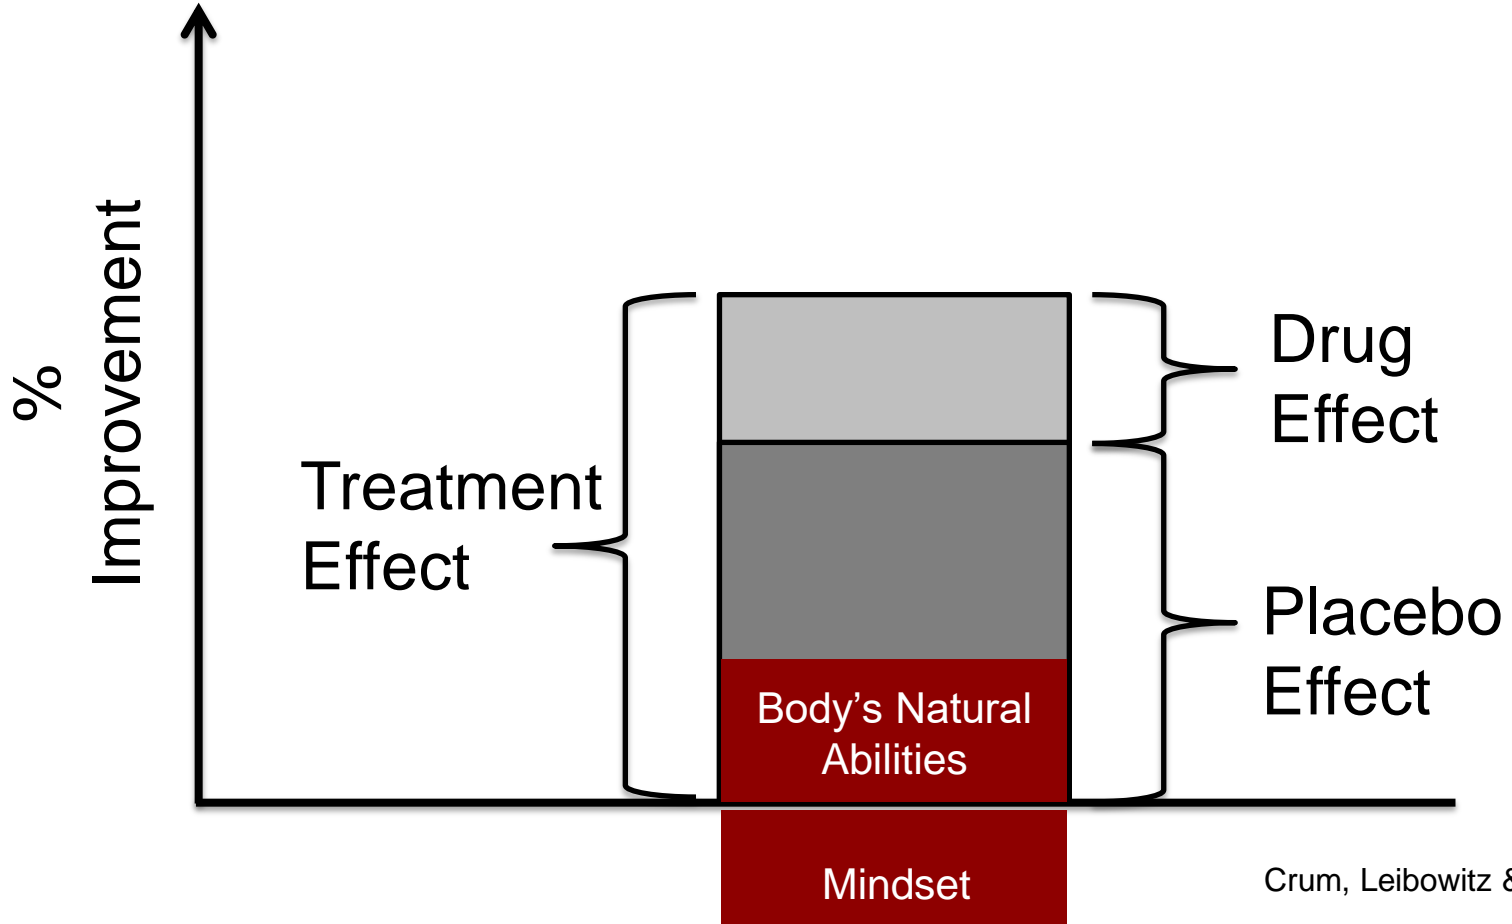 %
Improvement
Treatment
Effect
Drug
Effect
Placebo
Effect
Body’s Natural
Abilities
Mindset
Crum, Leibowitz &